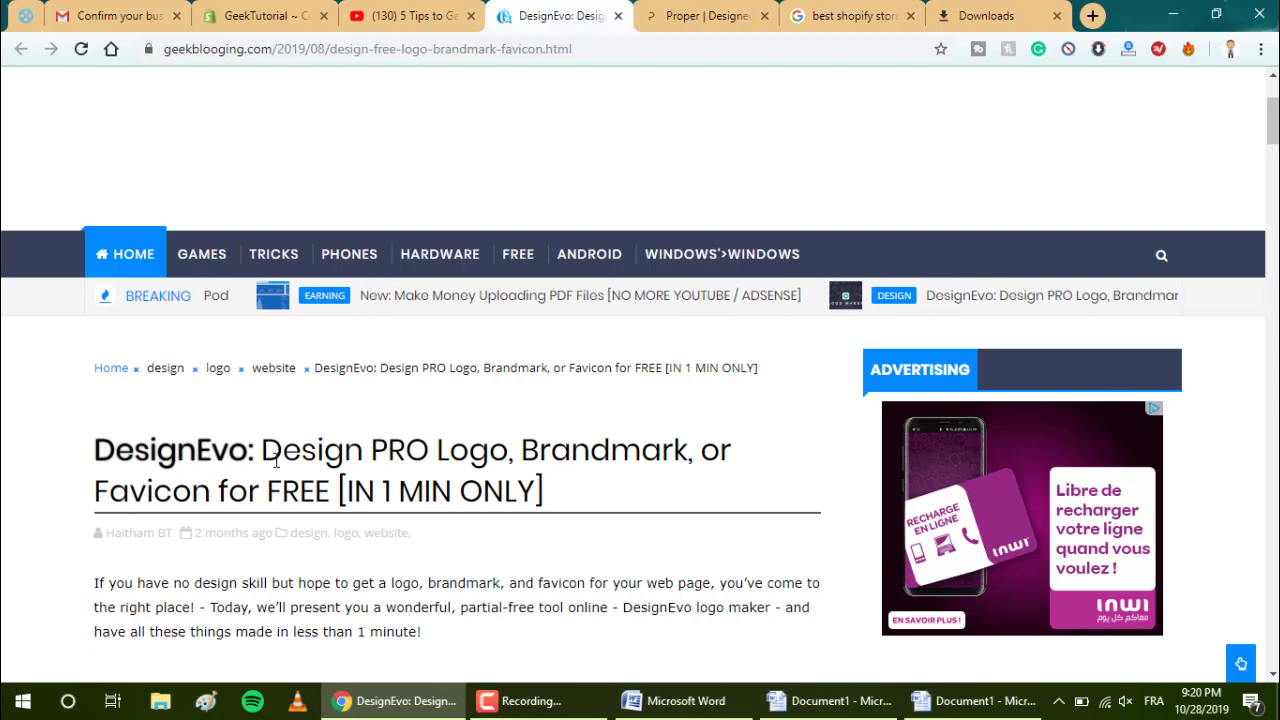 Confirm your bus
GeekTutorial ~ C
(130) 5 Tips to Ge
DesignEvo: Desig
Proper | Designe
best shopify store
Downloads
geekblooging.com/2019/08/design-free-logo-brandmark-favicon.html
HOME GAMES TRICKS PHONES HARDWARE FREE ANDROID WINDOWS'>WINDOWS
BREAKING Pod EARNING New: Make Money Uploading PDF Files [NO MORE YOUTUBE / ADSENSE] DESIGN DesignEvo: Design PRO Logo, Brandmar
Home × design × logo × website × DesignEvo: Design PRO Logo, Brandmark, or Favicon for FREE [IN 1 MIN ONLY]
ADVERTISING
DesignEvo: Design PRO Logo, Brandmark, or
Favicon for FREE [IN 1 MIN ONLY]
Haitham BT 2 months ago design, logo, website,
If you have no design skill but hope to get a logo, brandmark, and favicon for your web page, you've come to
the right place! - Today, we'll present you a wonderful, partial-free tool online - DesignEvo logo maker - and
have all these things made in less than 1 minute!
RECHARGE
EN LIGNE
inwi
Libre de
recharger
votre ligne
quand vous
voulez !
EN SAVOIR PLUS !
inwi
معاكم كل يوم
DesignEvo: Design...
Recording...
Microsoft Word
Document1 - Micr...
Document1 - Micr...
FRA
9:20 PM
10/28/2019
7